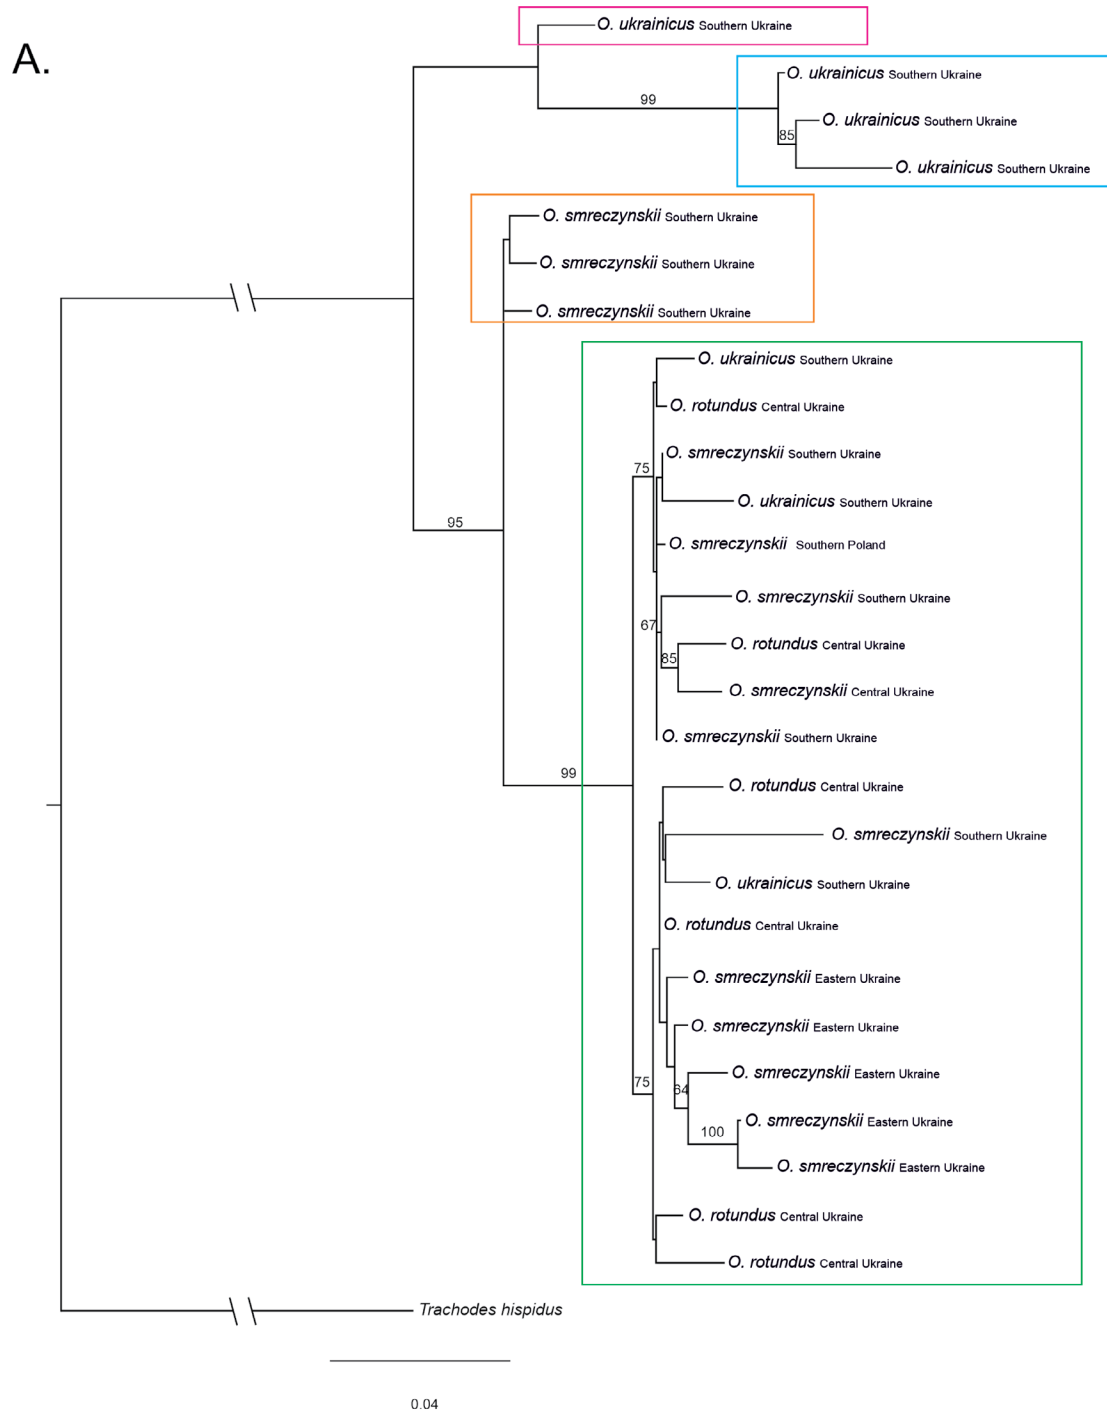 A.
O. ukrainicus Southern Ukraine
O. ukrainicus Southern Ukraine
99
O. ukrainicus Southern Ukraine
85
O. ukrainicus Southern Ukraine
O. smreczynskii Southern Ukraine
O. smreczynskii Southern Ukraine
O. smreczynskii Southern Ukraine
O. ukrainicus Southern Ukraine
O. rotundus Central Ukraine
O. smreczynskii Southern Ukraine
75
O. ukrainicus Southern Ukraine
95
O. smreczynskii Southern Poland
O. smreczynskii Southern Ukraine
67
O. rotundus Central Ukraine
85
O. smreczynskii Central Ukraine
O. smreczynskii Southern Ukraine
99
O. rotundus Central Ukraine
O. smreczynskii Southern Ukraine
O. ukrainicus Southern Ukraine
O. rotundus Central Ukraine
O. smreczynskii Eastern Ukraine
O. smreczynskii Eastern Ukraine
O. smreczynskii Eastern Ukraine
75
64
O. smreczynskii Eastern Ukraine
100
O. smreczynskii Eastern Ukraine
O. rotundus Central Ukraine
O. rotundus Central Ukraine
Trachodes hispidus
0.04